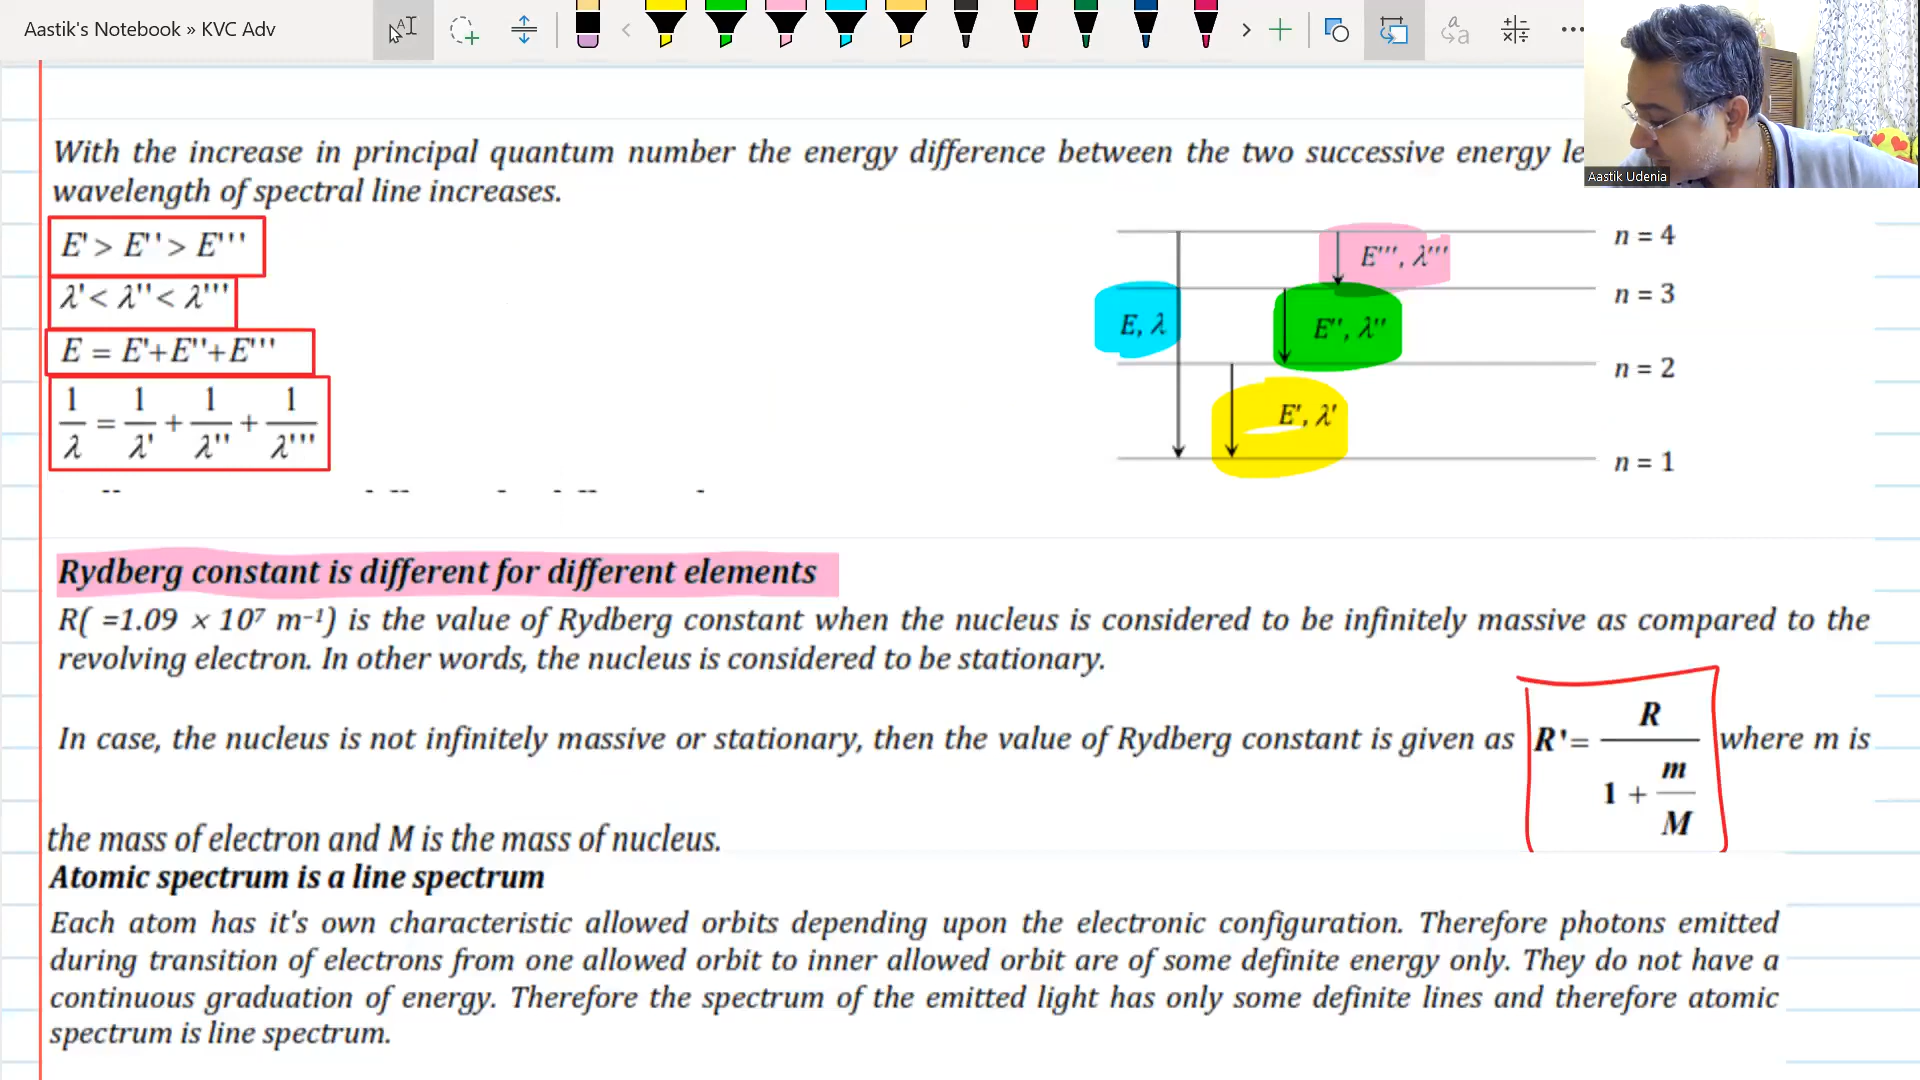 Aastik's Notebook » KVC Adv
With the increase in principal quantum number the energy difference between the two successive energy le
wavelength of spectral line increases.
Aastik Udenia
E' > E'' > E'''
λ' < λ'' < λ'''
E = E'+E''+E'''
1/λ = 1/λ' + 1/λ'' + 1/λ'''
n = 4
E''', λ'''
n = 3
E, λ
E'', λ''
n = 2
E', λ'
n = 1
Rydberg constant is different for different elements
R( =1.09 × 10⁷ m⁻¹) is the value of Rydberg constant when the nucleus is considered to be infinitely massive as compared to the
revolving electron. In other words, the nucleus is considered to be stationary.
In case, the nucleus is not infinitely massive or stationary, then the value of Rydberg constant is given as R' = R/(1 + m/M) where m is
the mass of electron and M is the mass of nucleus.
Atomic spectrum is a line spectrum
Each atom has it's own characteristic allowed orbits depending upon the electronic configuration. Therefore photons emitted
during transition of electrons from one allowed orbit to inner allowed orbit are of some definite energy only. They do not have a
continuous graduation of energy. Therefore the spectrum of the emitted light has only some definite lines and therefore atomic
spectrum is line spectrum.